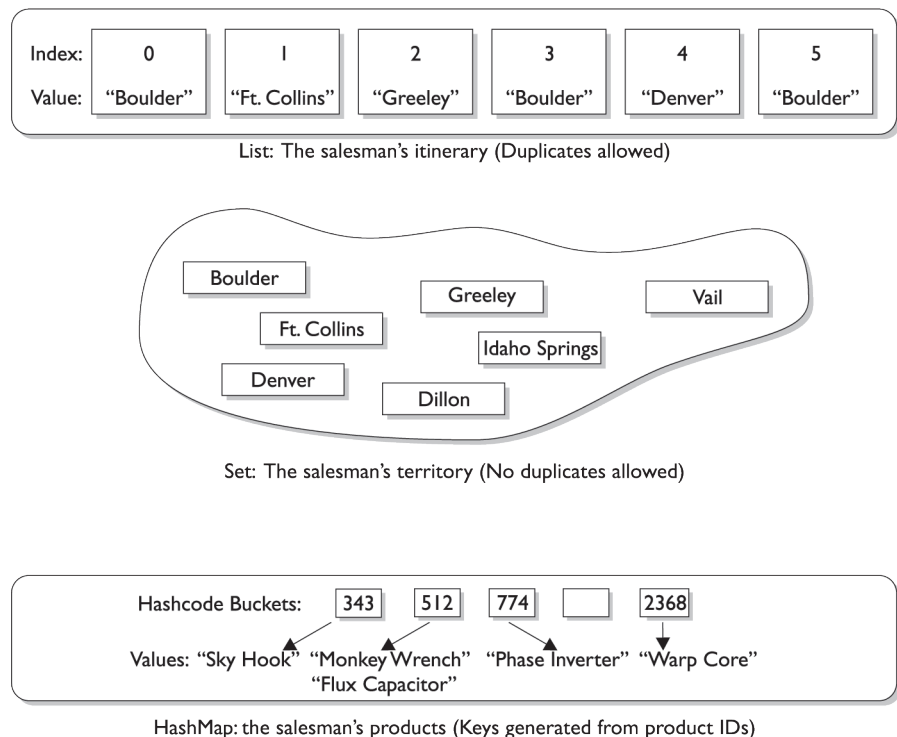 Index: 0 1 2 3 4 5
Value: “Boulder” “Ft. Collins” “Greeley” “Boulder” “Denver” “Boulder”
List: The salesman’s itinerary (Duplicates allowed)
Boulder
Greeley
Vail
Ft. Collins
Idaho Springs
Denver
Dillon
Set: The salesman’s territory (No duplicates allowed)
Hashcode Buckets: 343 512 774 2368
Values: “Sky Hook” “Monkey Wrench” “Phase Inverter” “Warp Core”
“Flux Capacitor”
HashMap: the salesman’s products (Keys generated from product IDs)